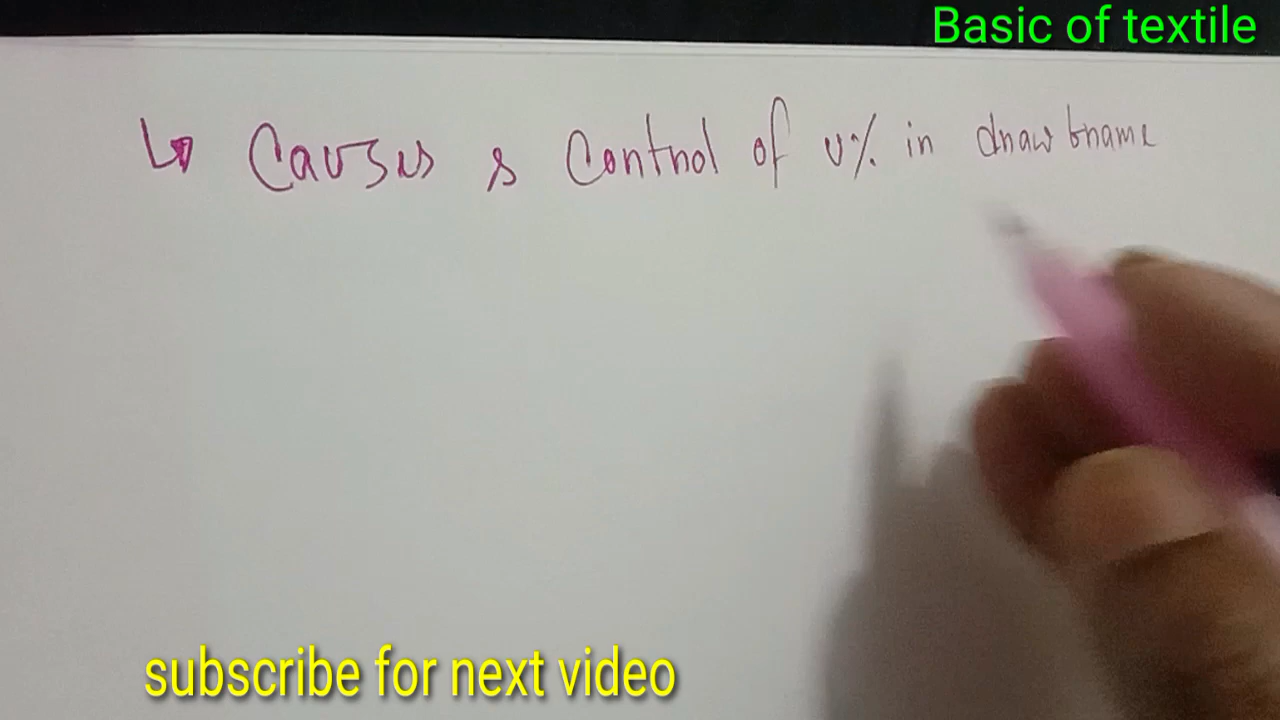 Basic of textile
↳ Causes & Control of U% in draw frame
subscribe for next video